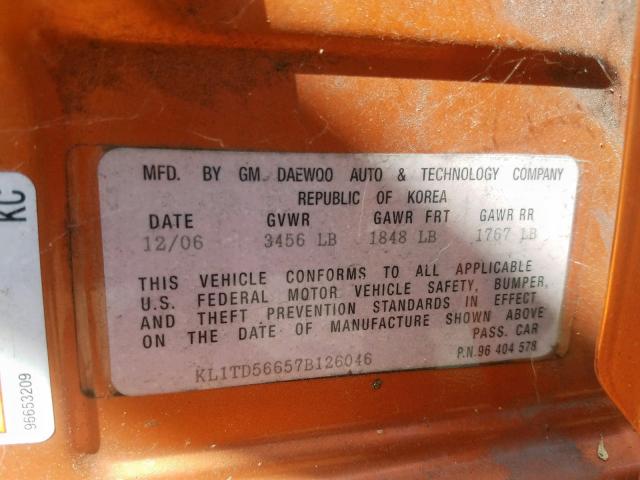 MFD. BY GM DAEWOO AUTO & TECHNOLOGY COMPANY
REPUBLIC OF KOREA
DATE GVWR GAWR FRT GAWR RR
12/06 3456 LB 1848 LB 1767 LB
THIS VEHICLE CONFORMS TO ALL APPLICABLE
U.S. FEDERAL MOTOR VEHICLE SAFETY, BUMPER,
AND THEFT PREVENTION STANDARDS IN EFFECT
ON THE DATE OF MANUFACTURE SHOWN ABOVE
PASS. CAR
P.N. 96 404 578
KL1TD56657B126046
KC
96653209